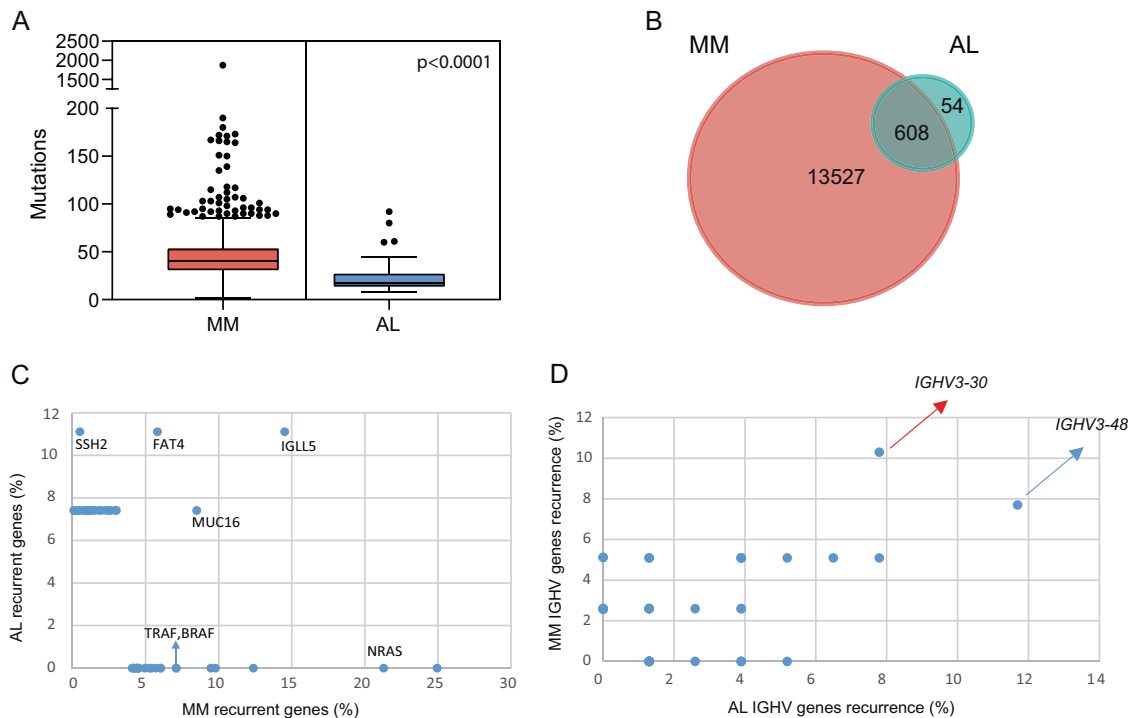 A
2500
2000
1500
200
150
100
50
0
Mutations
p<0.0001
MM
AL
B
MM
AL
54
608
13527
C
12
10
8
6
4
2
0
AL recurrent genes (%)
SSH2
FAT4
IGLL5
MUC16
TRAF,BRAF
NRAS
0 5 10 15 20 25 30
MM recurrent genes (%)
D
IGHV3-30
IGHV3-48
12
10
8
6
4
2
0
MM IGHV genes recurrence (%)
0 2 4 6 8 10 12 14
AL IGHV genes recurrence (%)